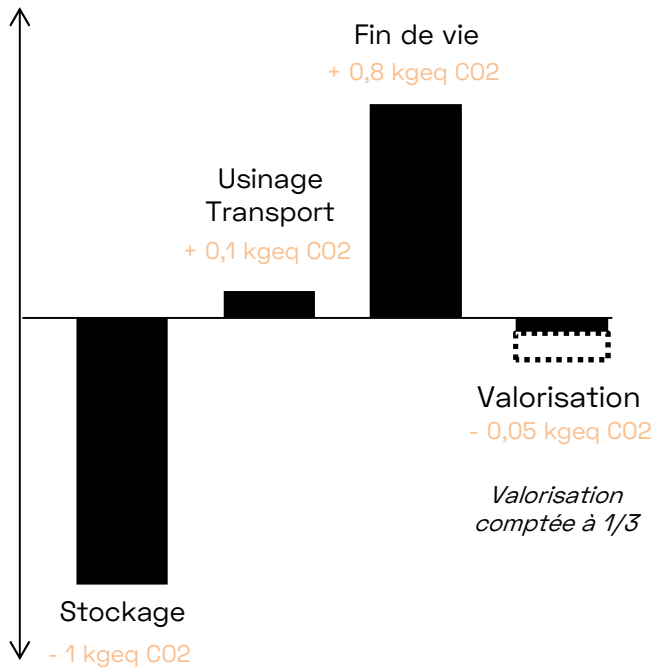 Fin de vie
+ 0,8 kgeq CO2
Usinage
Transport
+ 0,1 kgeq CO2
Valorisation
- 0,05 kgeq CO2
Valorisation
comptée à 1/3
Stockage
- 1 kgeq CO2